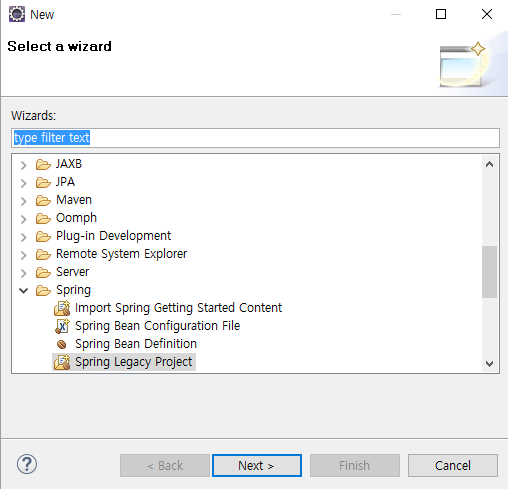 New
Select a wizard
Wizards:
type filter text
JAXB
JPA
Maven
Oomph
Plug-in Development
Remote System Explorer
Server
Spring
Import Spring Getting Started Content
Spring Bean Configuration File
Spring Bean Definition
Spring Legacy Project
? < Back Next > Finish Cancel